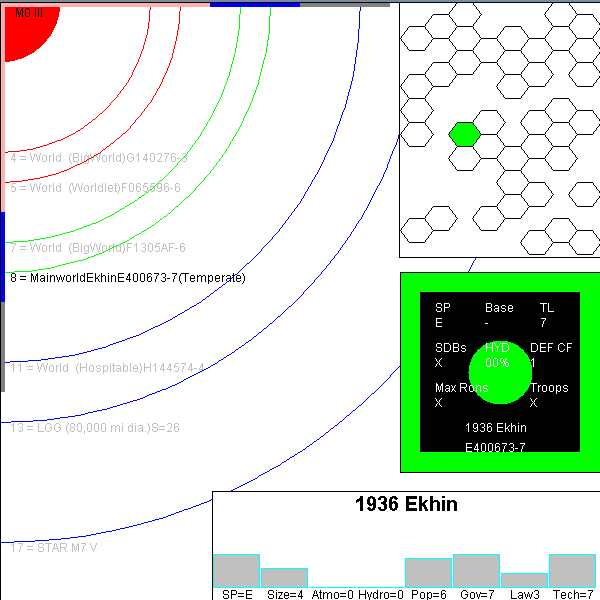 M0 III
4 = World  (BigWorld)G140276-3
5 = World  (Worldlet)F065596-6
7 = World  (BigWorld)F1305AF-6
8 = MainworldEkhinE400673-7(Temperate)
11 = World  (Hospitable)H144574-4
13 = LGG (80,000 mi dia.)S=26
17 = STAR M7 V
SP Base TL
E - 7
SDBs HYD DEF CF
X 00% 1
Max Rons Troops
X X
1936 Ekhin
E400673-7
1936 Ekhin
SP=E Size=4 Atmo=0 Hydro=0 Pop=6 Gov=7 Law3 Tech=7